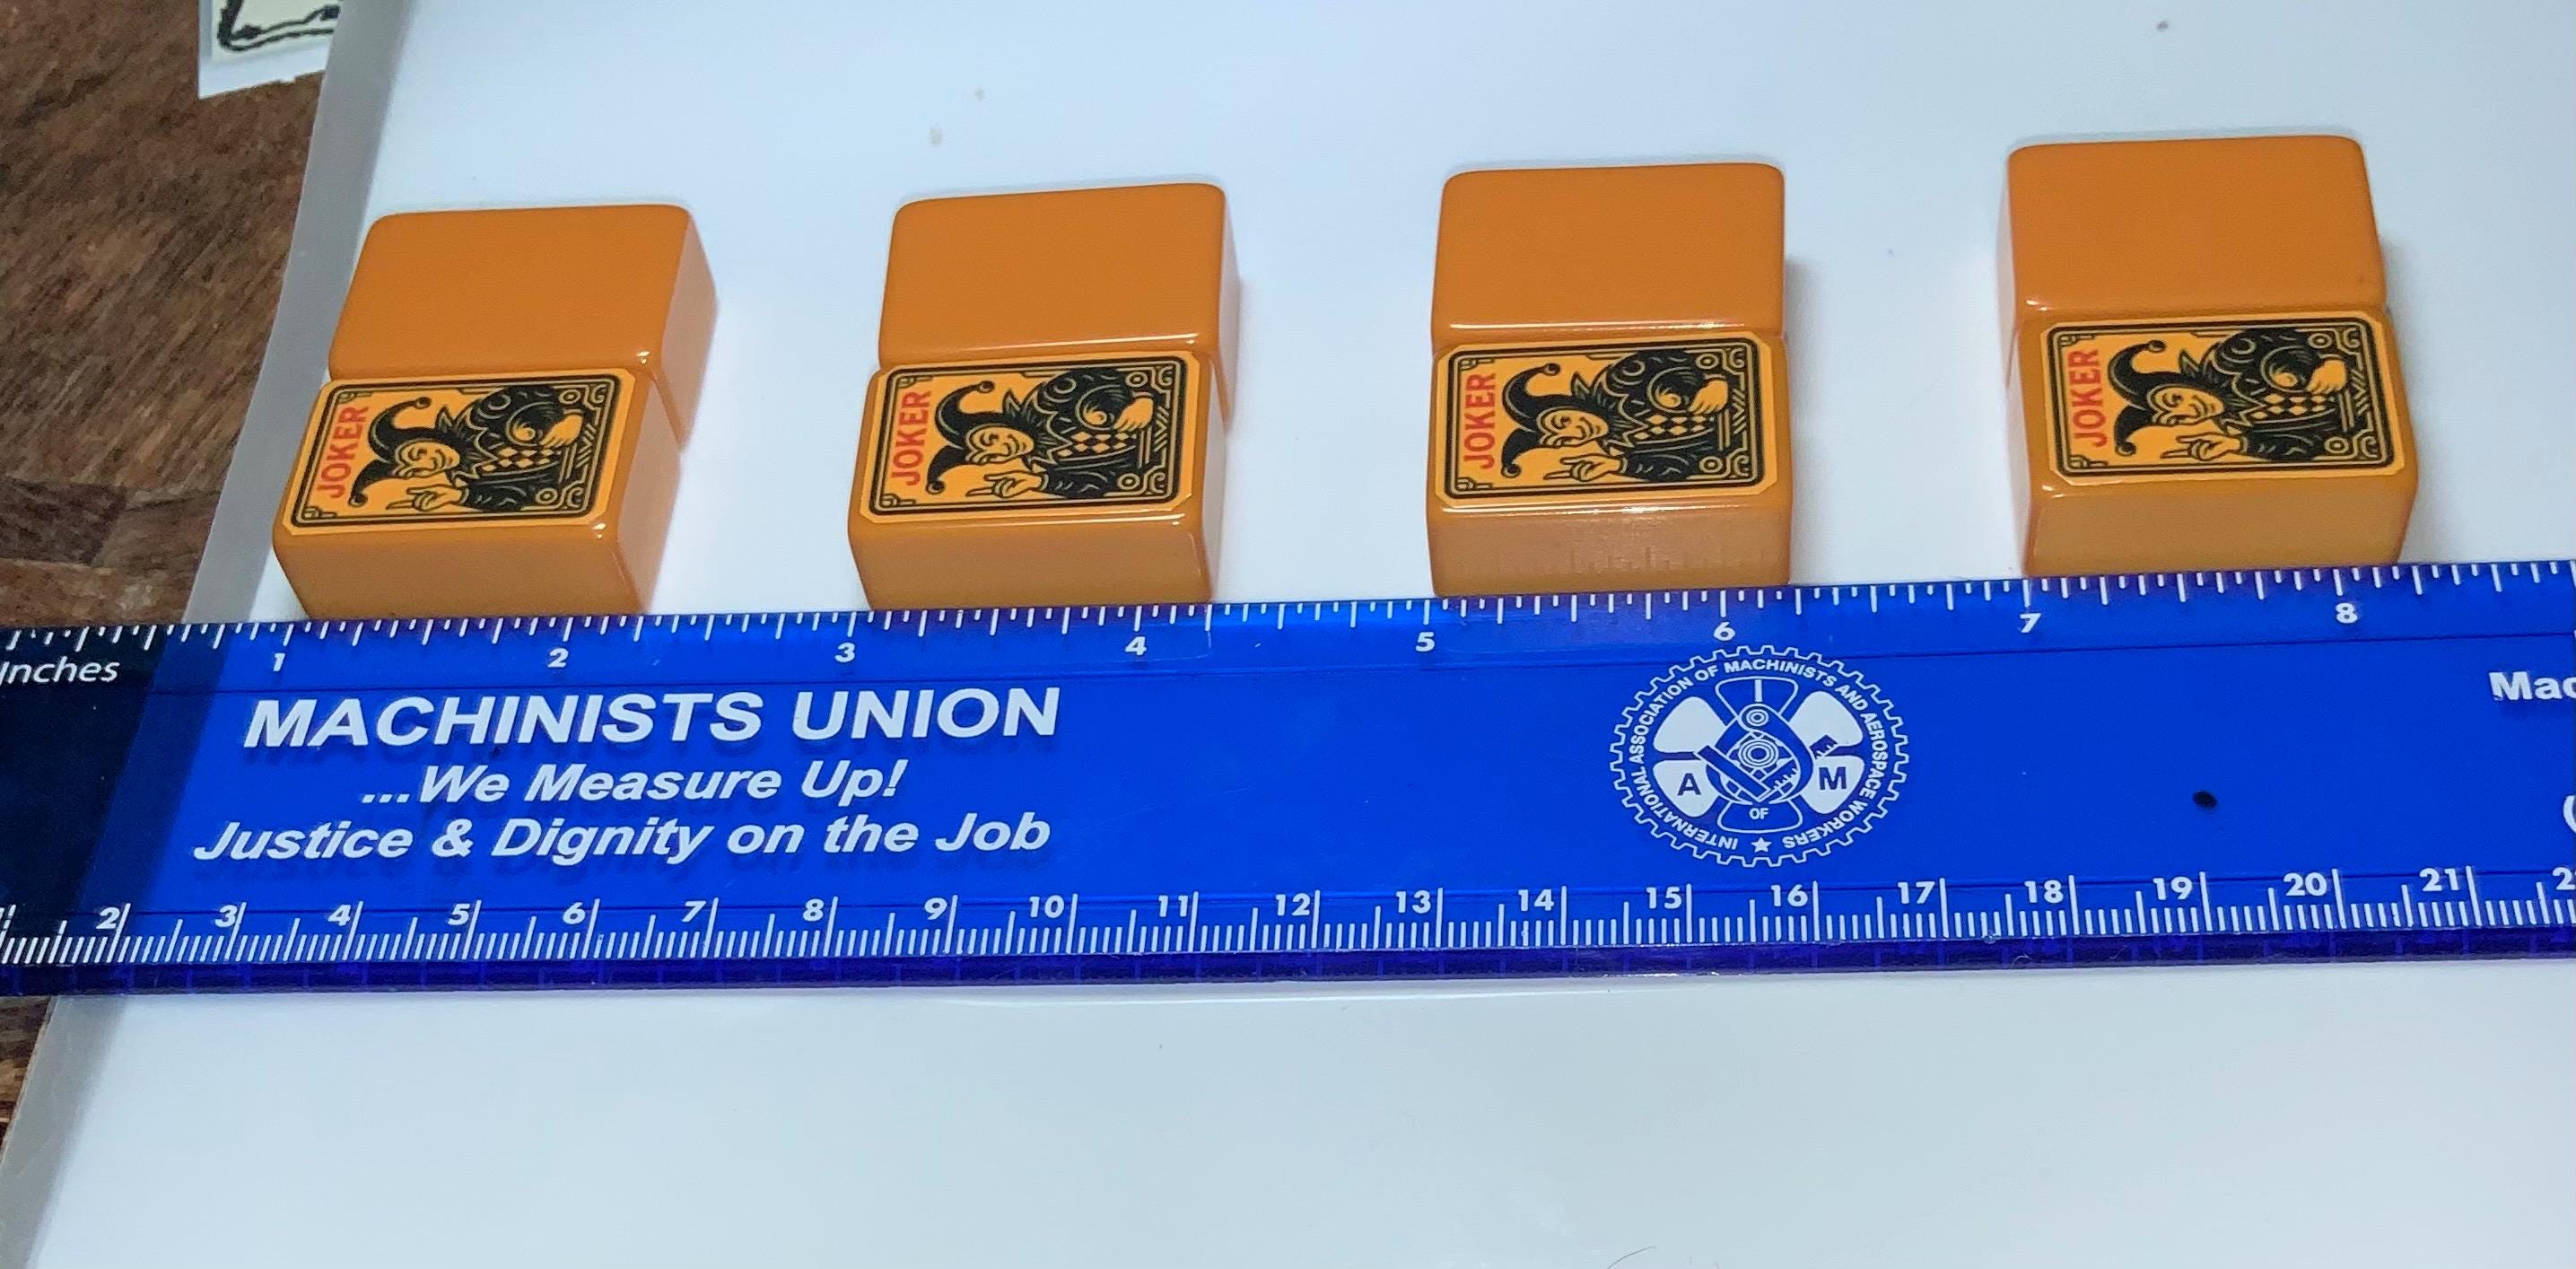 JOKER
JOKER
JOKER
JOKER
Inches 1 2 3 4 5 6 7 8
MACHINISTS UNION
...We Measure Up!
Justice & Dignity on the Job
INTERNATIONAL ASSOCIATION OF MACHINISTS AND AEROSPACE WORKERS
I
A M
OF
Mac
2 3 4 5 6 7 8 9 10 11 12 13 14 15 16 17 18 19 20 21